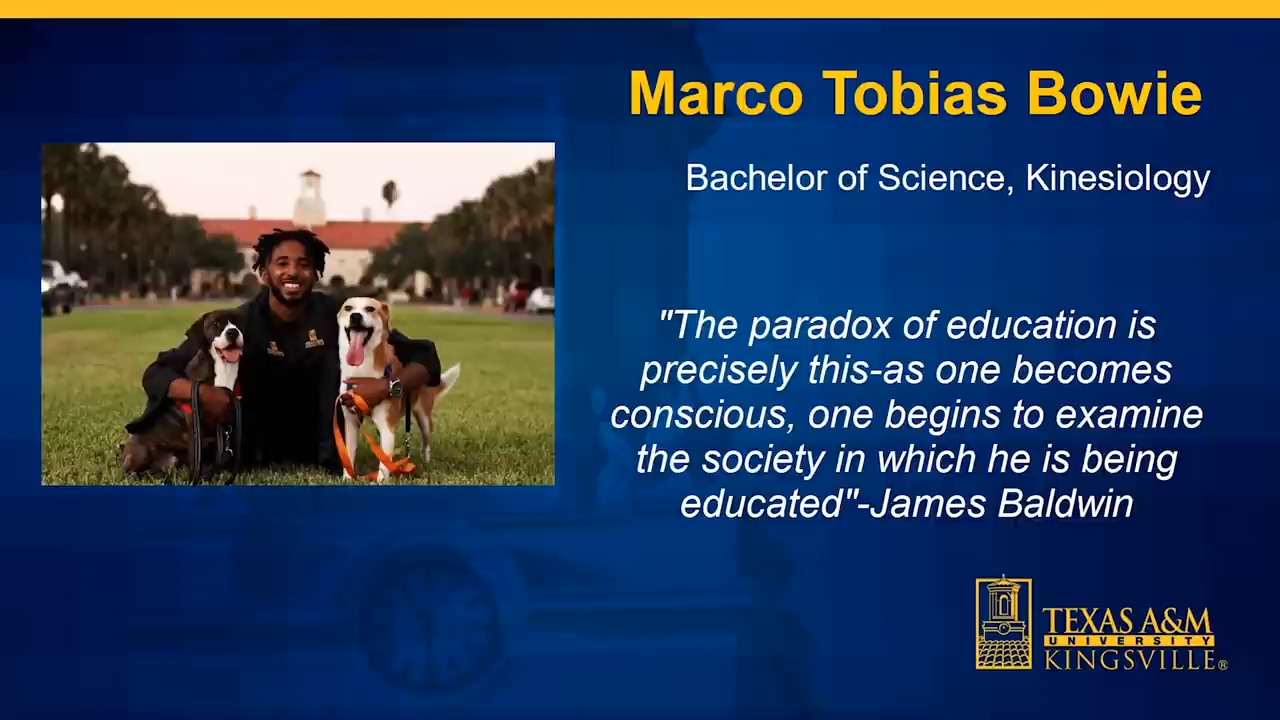 Marco Tobias Bowie
Bachelor of Science, Kinesiology
"The paradox of education is
precisely this-as one becomes
conscious, one begins to examine
the society in which he is being
educated"-James Baldwin
TEXAS A&M
UNIVERSITY
KINGSVILLE®